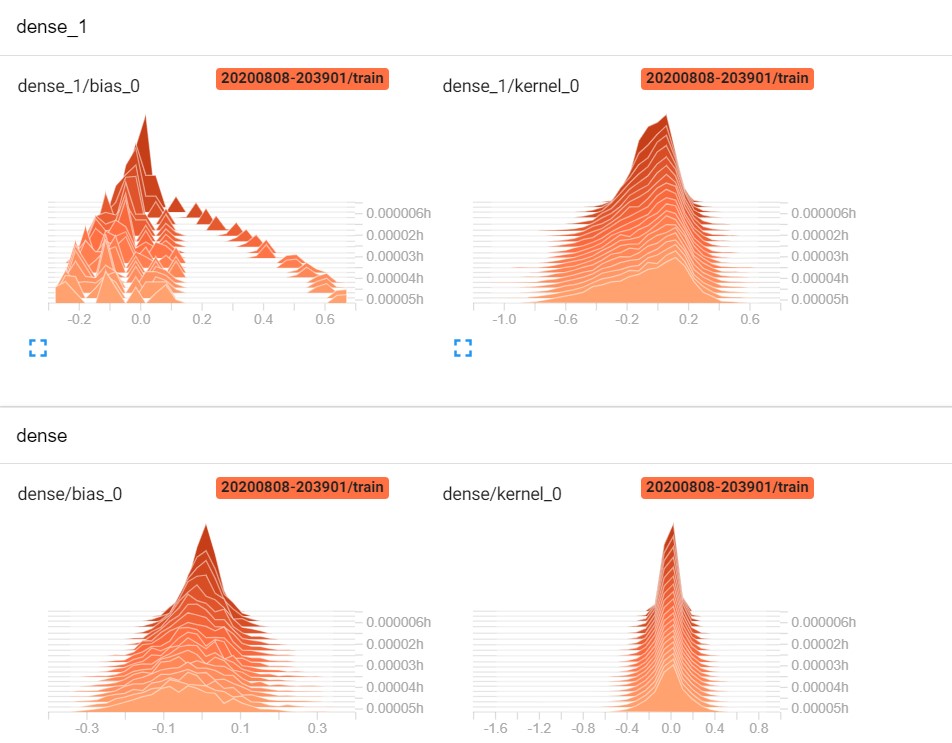 dense_1
dense_1/bias_0
20200808-203901/train
0.000006h
0.00002h
0.00003h
0.00004h
0.00005h
-0.2 0.0 0.2 0.4 0.6
dense_1/kernel_0
20200808-203901/train
0.000006h
0.00002h
0.00003h
0.00004h
0.00005h
-1.0 -0.6 -0.2 0.2 0.6
dense
dense/bias_0
20200808-203901/train
0.000006h
0.00002h
0.00003h
0.00004h
0.00005h
-0.3 -0.1 0.1 0.3
dense/kernel_0
20200808-203901/train
0.000006h
0.00002h
0.00003h
0.00004h
0.00005h
-1.6 -1.2 -0.8 -0.4 0.0 0.4 0.8